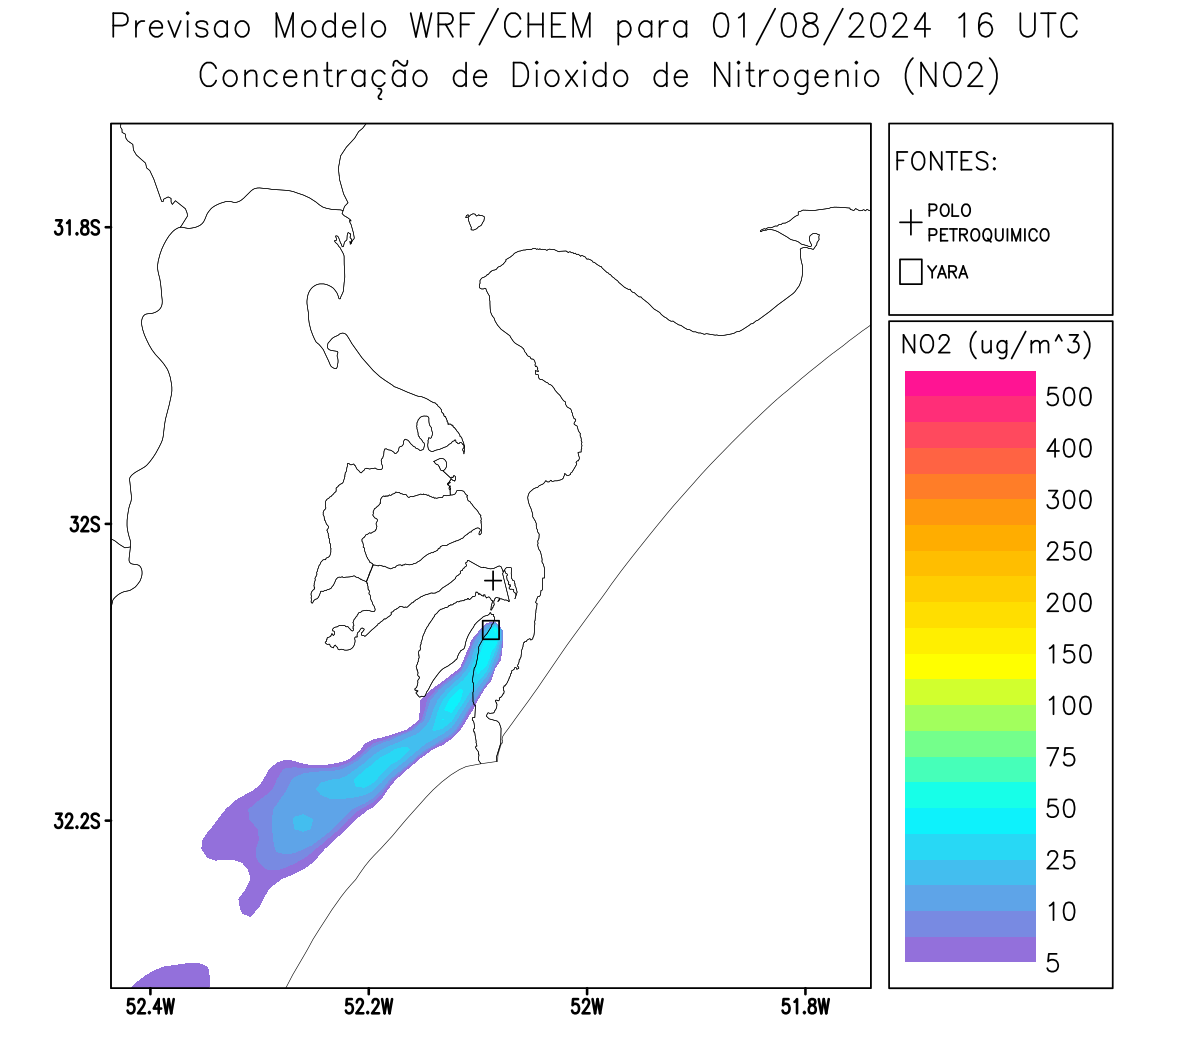 Previsao Modelo WRF/CHEM para 01/08/2024 16 UTC
Concentração de Dioxido de Nitrogenio (NO2)
FONTES:
POLO
PETROQUIMICO
YARA
NO2 (ug/m^3)
500
400
300
250
200
150
100
75
50
25
10
5
31.8S
32S
32.2S
52.4W
52.2W
52W
51.8W